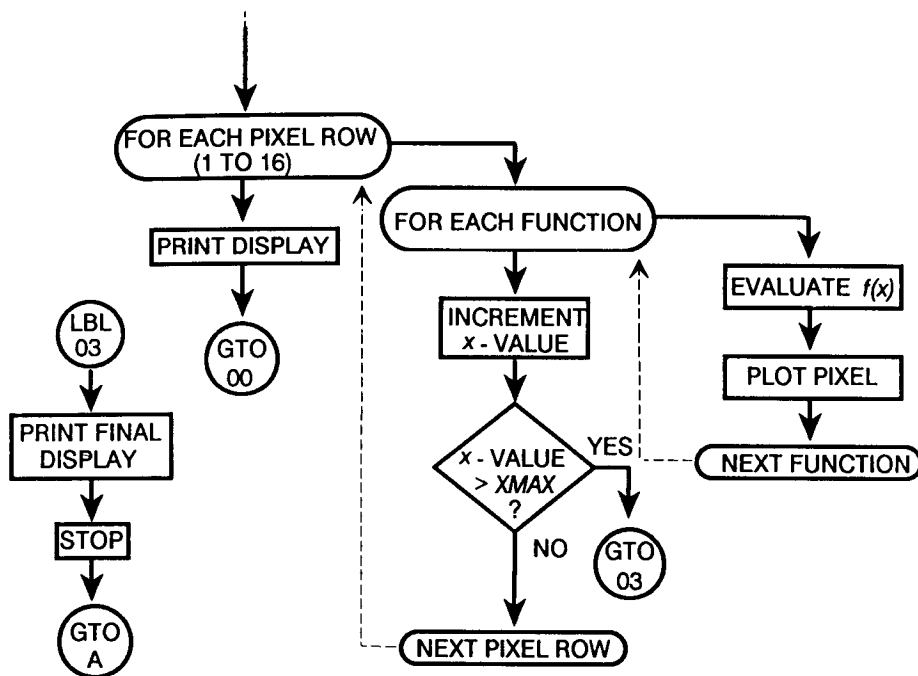 FOR EACH PIXEL ROW
(1 TO 16)
PRINT DISPLAY
GTO
00
LBL
03
PRINT FINAL
DISPLAY
STOP
GTO
A
FOR EACH FUNCTION
INCREMENT
x - VALUE
x - VALUE
> XMAX
?
YES
NO
GTO
03
NEXT PIXEL ROW
EVALUATE f(x)
PLOT PIXEL
NEXT FUNCTION